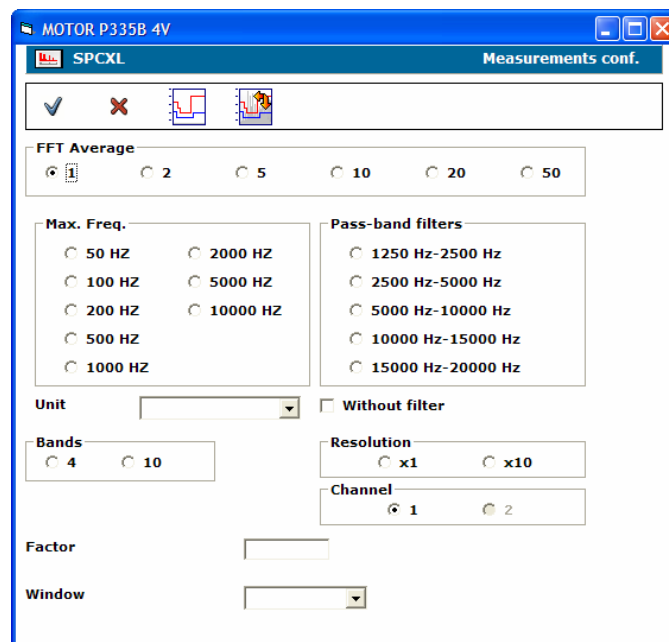 MOTOR P335B 4V
SPCXL Measurements conf.
FFT Average
1 2 5 10 20 50
Max. Freq.
50 HZ 2000 HZ
100 HZ 5000 HZ
200 HZ 10000 HZ
500 HZ
1000 HZ
Pass-band filters
1250 Hz-2500 Hz
2500 Hz-5000 Hz
5000 Hz-10000 Hz
10000 Hz-15000 Hz
15000 Hz-20000 Hz
Unit
Without filter
Bands
4 10
Resolution
x1 x10
Channel
1 2
Factor
Window